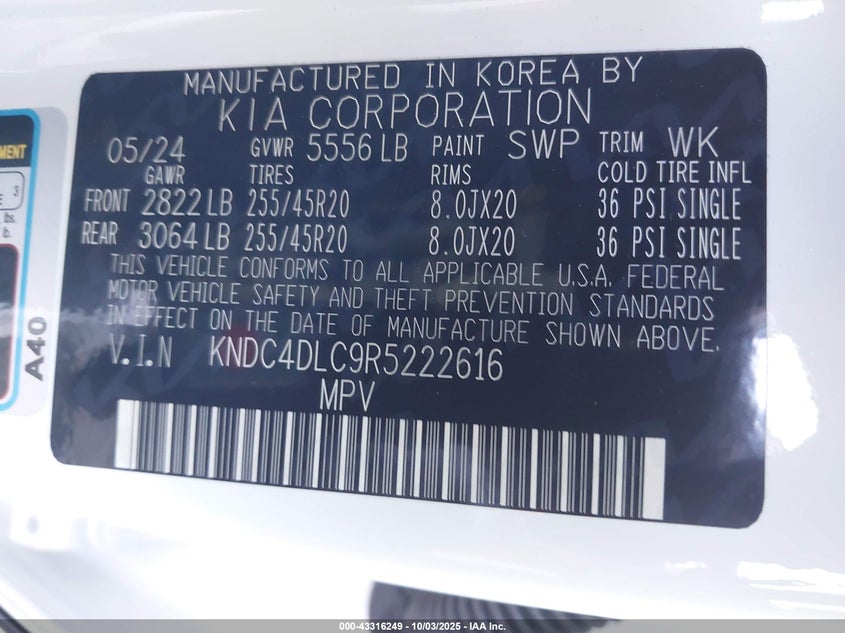 MANUFACTURED IN KOREA BY
KIA CORPORATION
05/24 GVWR 5556 LB PAINT SWP TRIM WK
GAWR TIRES RIMS COLD TIRE INFL
FRONT 2822 LB 255/45R20 8.0JX20 36 PSI SINGLE
REAR 3064 LB 255/45R20 8.0JX20 36 PSI SINGLE
THIS VEHICLE CONFORMS TO ALL APPLICABLE U.S.A. FEDERAL
MOTOR VEHICLE SAFETY AND THEFT PREVENTION STANDARDS
IN EFFECT ON THE DATE OF MANUFACTURE SHOWN ABOVE.
V.I.N KNDC4DLC9R5222616
MPV
3
lbs.
lb.
A40
000-43316249 - 10/03/2025 - IAA Inc.